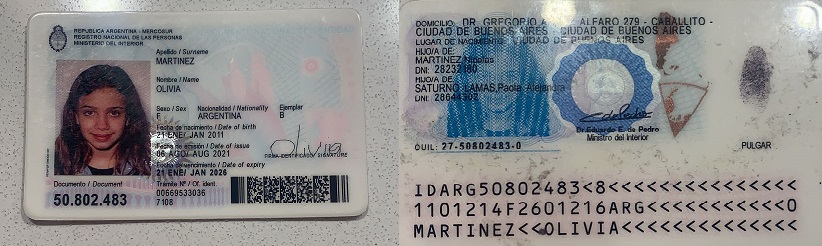 REPUBLICA ARGENTINA - MERCOSUR
REGISTRO NACIONAL DE LAS PERSONAS
MINISTERIO DEL INTERIOR
Apellido / Surname
MARTINEZ
Nombre / Name
OLIVIA
Sexo / Sex Nacionalidad / Nationality Ejemplar
F ARGENTINA B
Fecha de nacimiento / Date of birth
21 ENE/ JAN 2011
Fecha de emisión / Date of issue
06 AGO/ AUG 2021
Fecha de vencimiento / Date of expiry
21 ENE/ JAN 2026
Olivia
FIRMA IDENTIFICADO/ SIGNATURE
Documento / Document
50.802.483
Trámite Nº / Of. ident.
00669533036
7108
DOMICILIO: DR. GREGORIO ALFARO 279 - CABALLITO -
CIUDAD DE BUENOS AIRES CIUDAD DE BUENOS AIRES
LUGAR DE NACIMIENTO: CIUDAD DE BUENOS AIRES
HIJO/A DE:
MARTINEZ
DNI:
HIJO/A DE:
SATURNO LAMAS, Paola Alejandra
DNI:
Dr. Eduardo E. de Pedro
Ministro del Interior
CUIL: 27-50802483-0
PULGAR
IDARG50802483<8<<<<<<<<<<<<<<<
1101214F2601216ARG<<<<<<<<<<<0
MARTINEZ<<OLIVIA<<<<<<<<<<<<<<